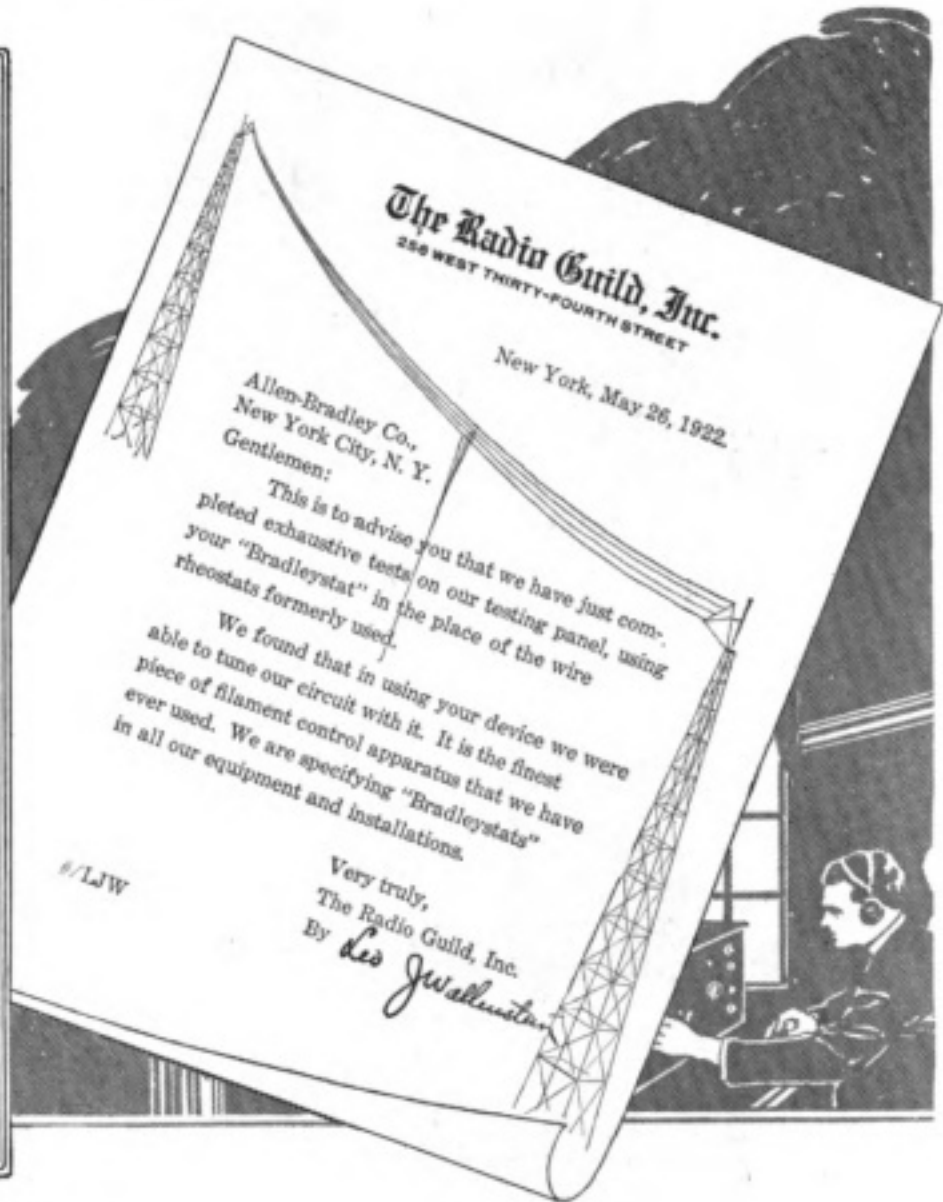 The Radio Guild, Inc.
256 WEST THIRTY-FOURTH STREET
New York, May 26, 1922.
Allen-Bradley Co.,
New York City, N. Y.
Gentlemen:
This is to advise you that we have just com-
pleted exhaustive tests on our testing panel, using
your "Bradleystat" in the place of the wire
rheostats formerly used.
We found that in using your device we were
able to tune our circuit with it. It is the finest
piece of filament control apparatus that we have
ever used. We are specifying "Bradleystats"
in all our equipment and installations.
Very truly,
The Radio Guild, Inc.
By Leo J Wallenstein
/LJW